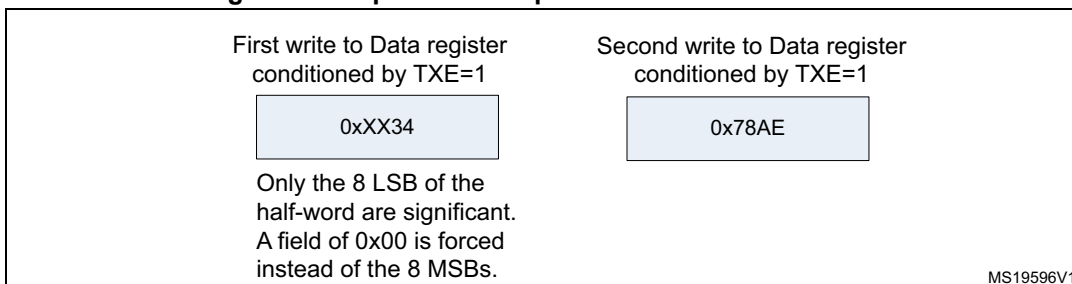 First write to Data register
conditioned by TXE=1
0xXX34
Only the 8 LSB of the
half-word are significant.
A field of 0x00 is forced
instead of the 8 MSBs.
Second write to Data register
conditioned by TXE=1
0x78AE
MS19596V1